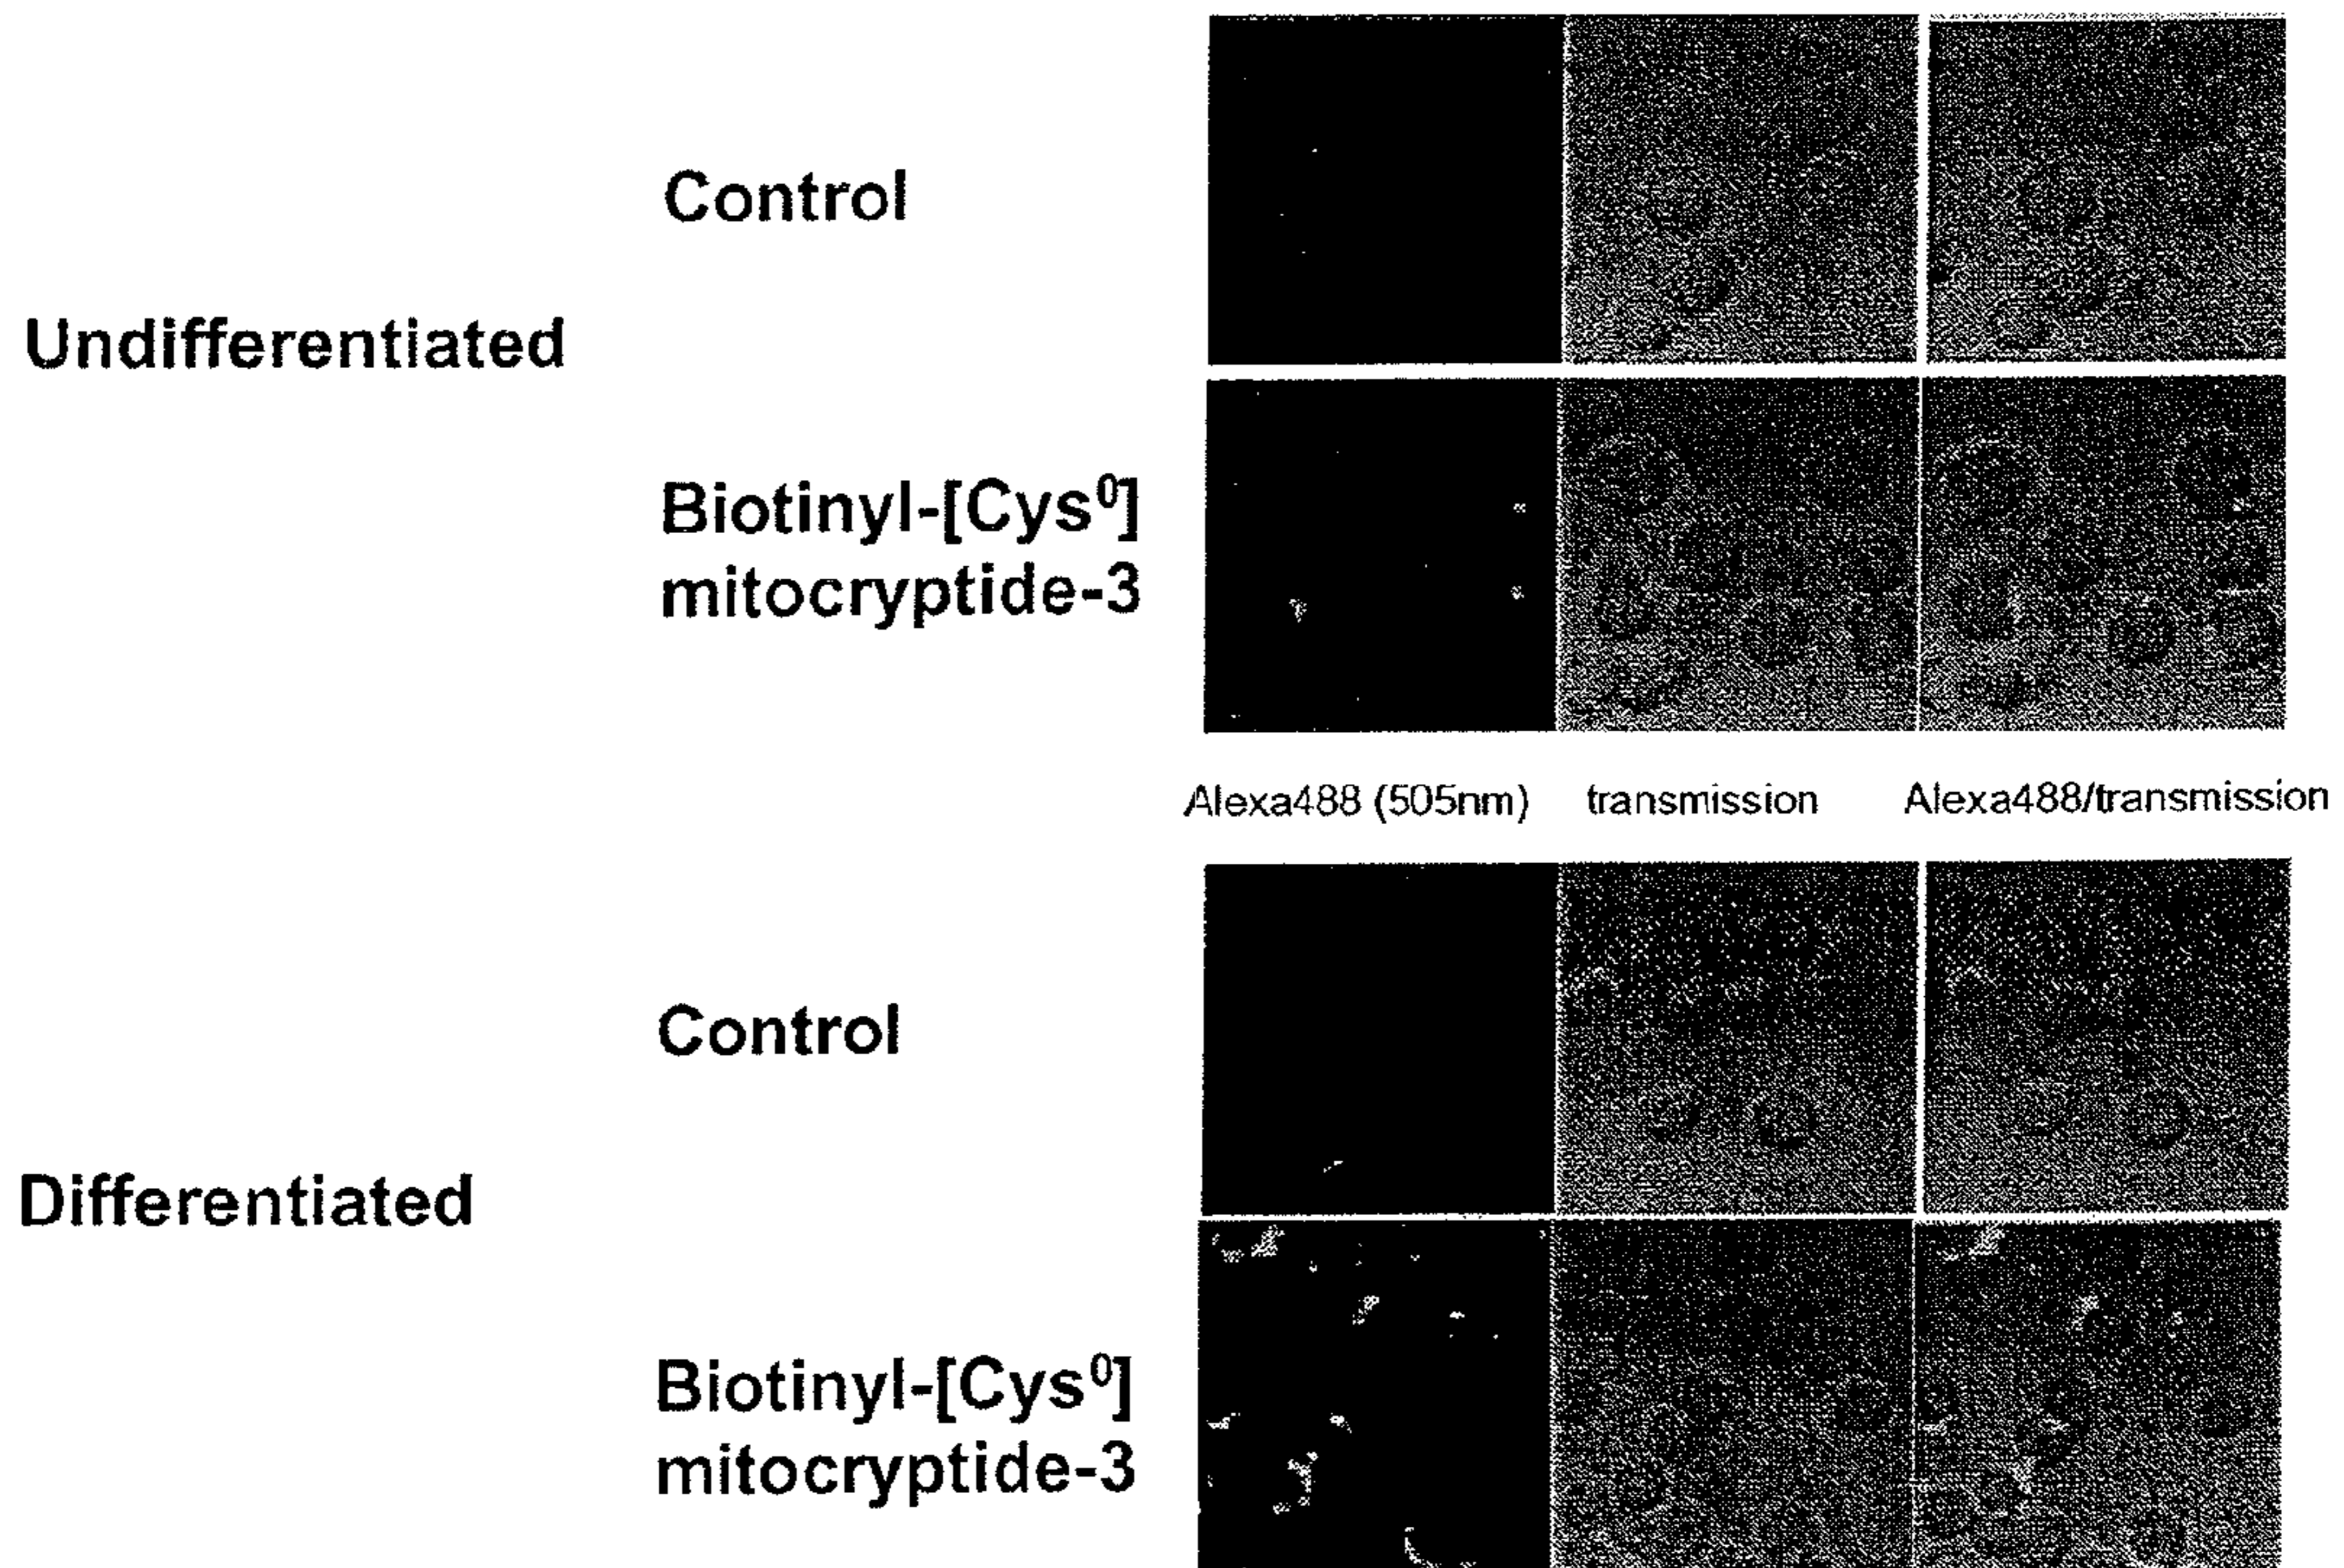 Control
Undifferentiated
Biotinyl-[Cys⁰]
mitocryptide-3
Alexa488 (505nm) transmission Alexa488/transmission
Control
Differentiated
Biotinyl-[Cys⁰]
mitocryptide-3